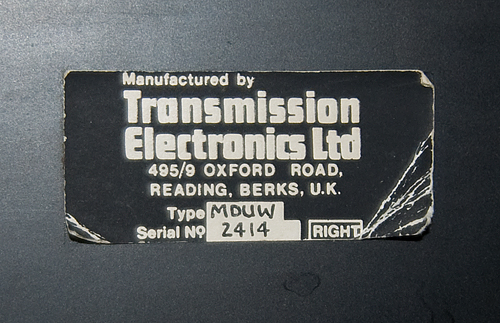 Manufactured by
Transmission
Electronics Ltd
495/9 OXFORD ROAD,
READING, BERKS, U.K.
Type MDUW
Serial Nº 2414 RIGHT